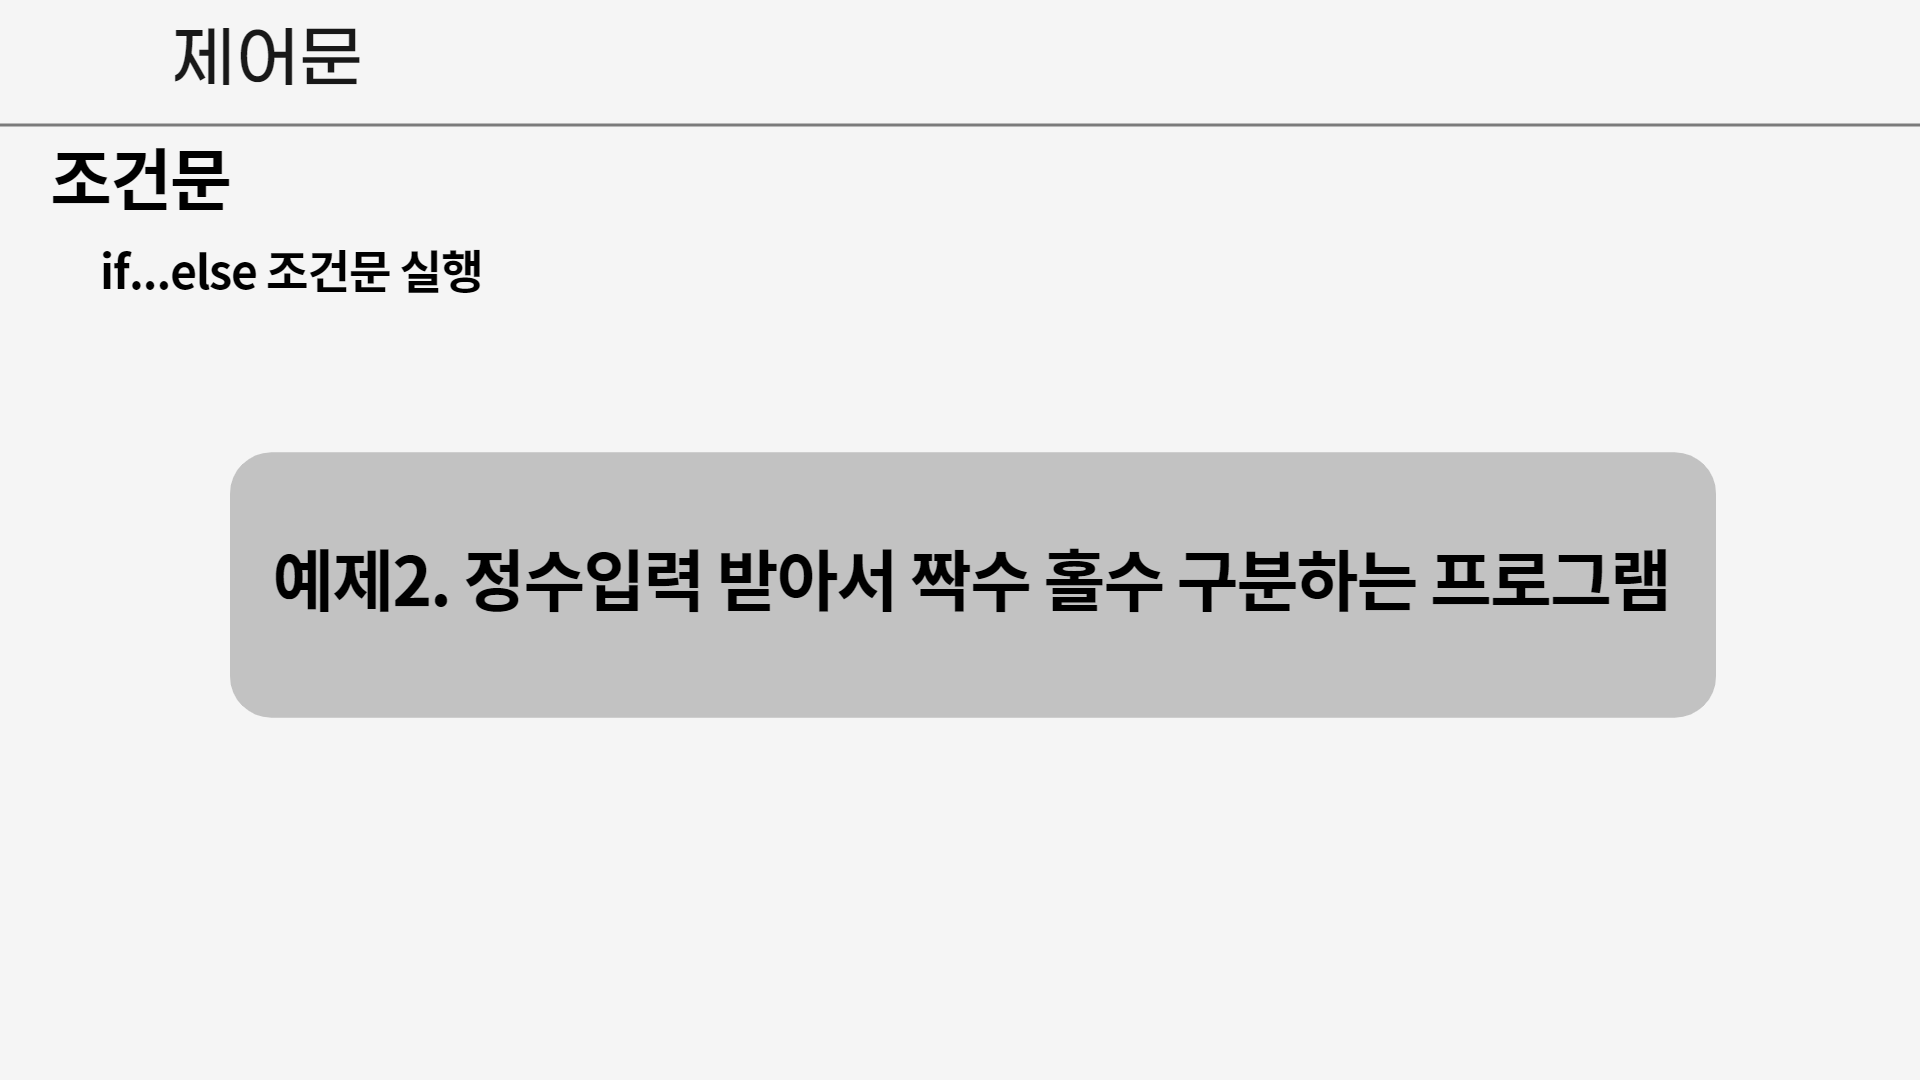 제어문
조건문
if...else 조건문 실행
예제2. 정수입력 받아서 짝수 홀수 구분하는 프로그램